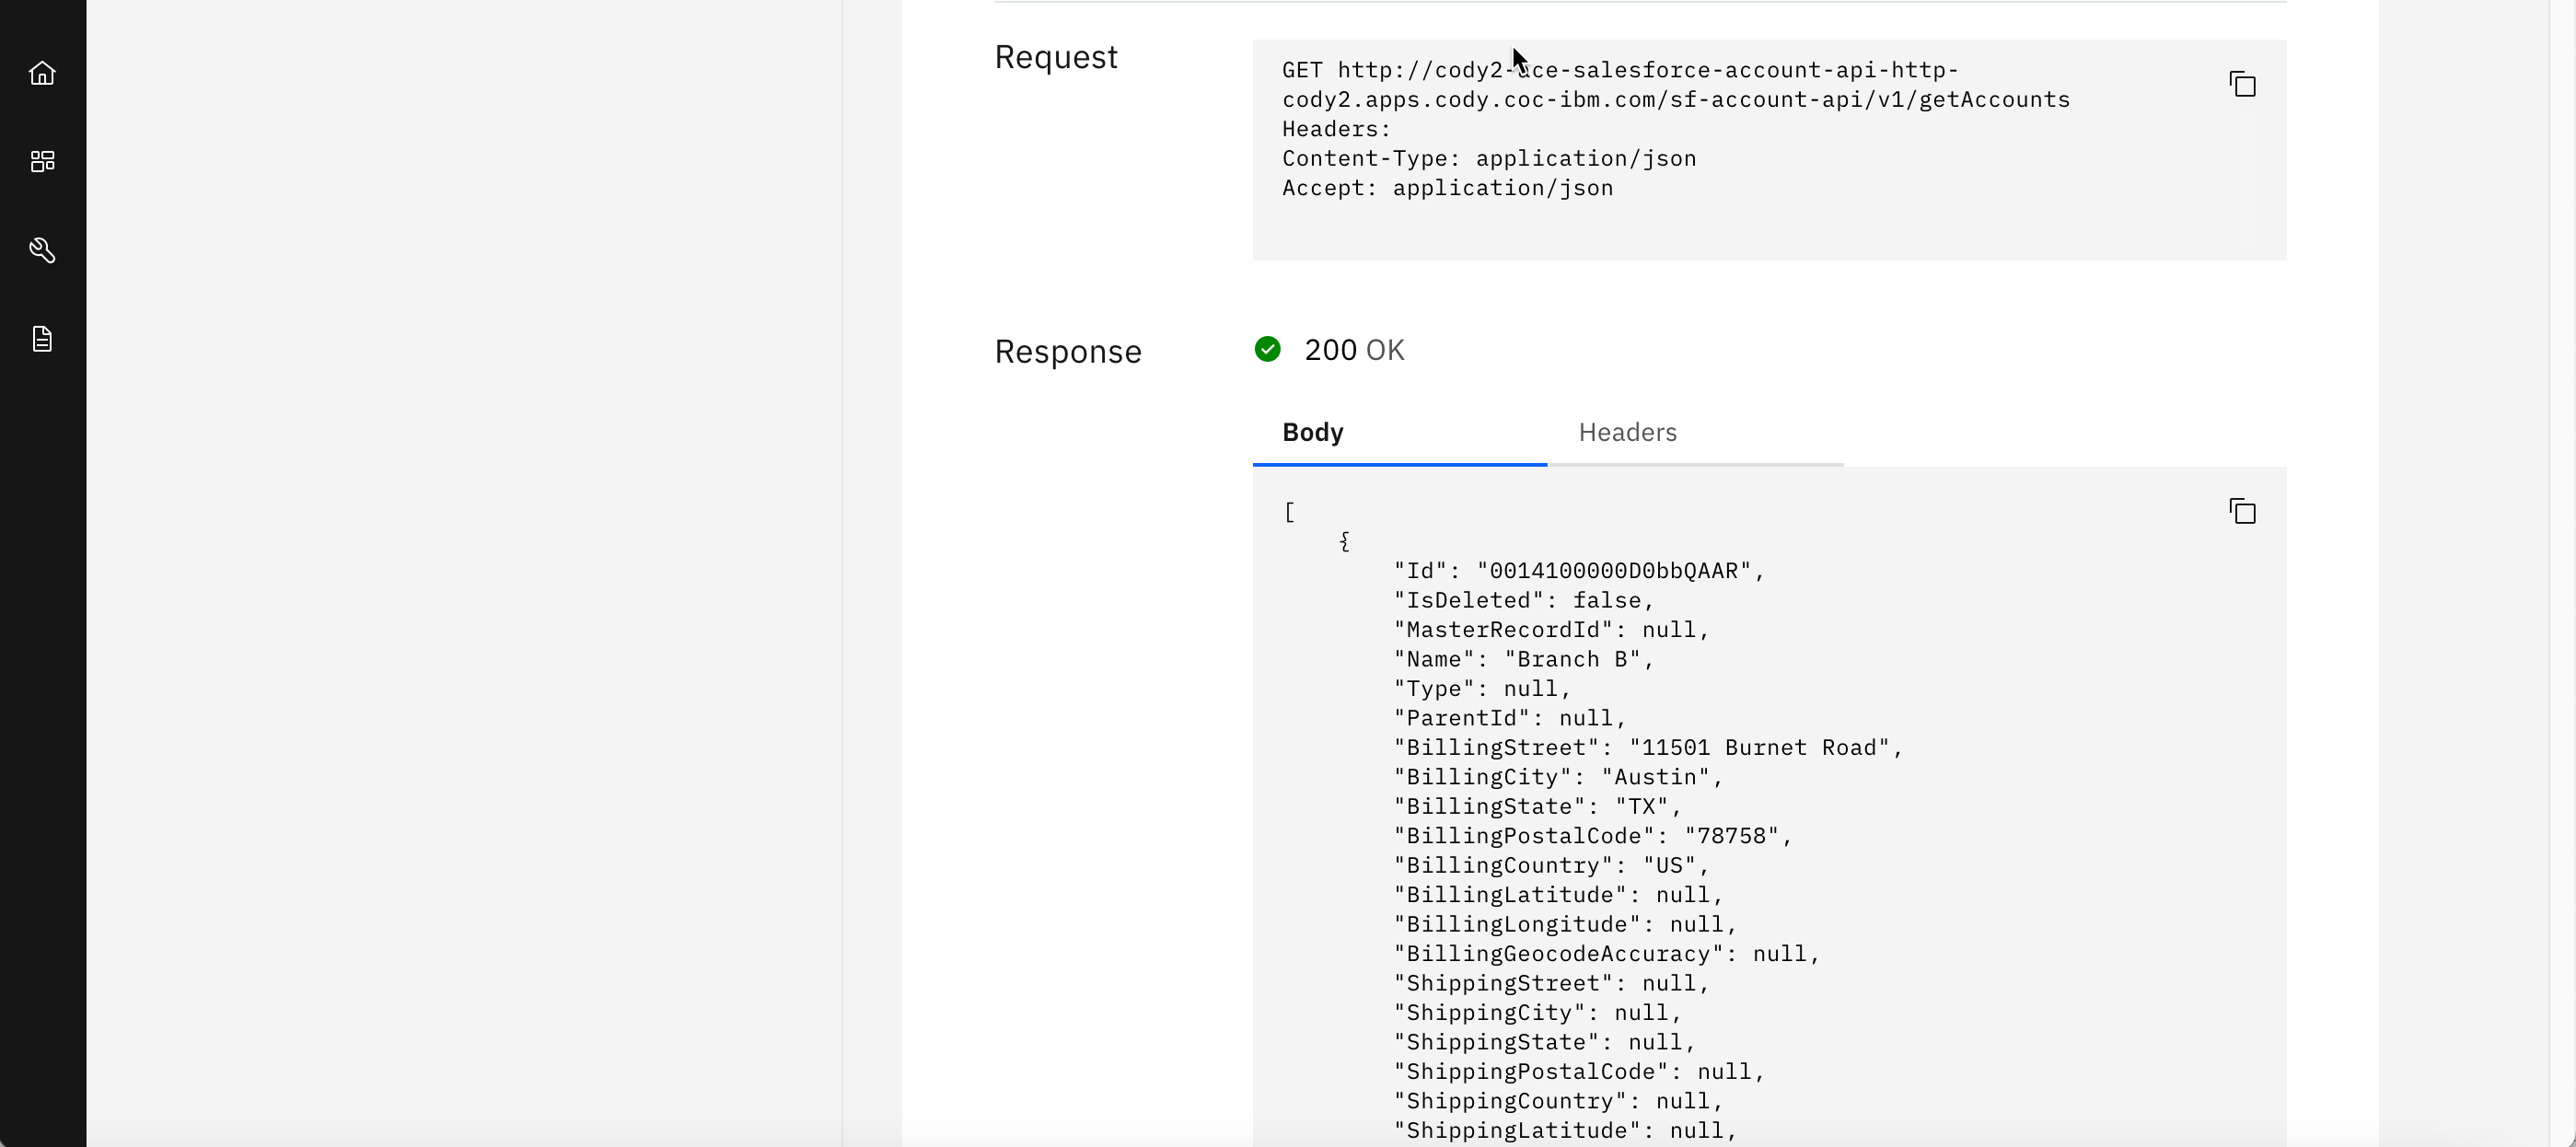 Request
GET http://cody2-ace-salesforce-account-api-http-
cody2.apps.cody.coc-ibm.com/sf-account-api/v1/getAccounts
Headers:
Content-Type: application/json
Accept: application/json
Response
200 OK
Body Headers
[
{
"Id": "0014100000D0bbQAAR",
"IsDeleted": false,
"MasterRecordId": null,
"Name": "Branch B",
"Type": null,
"ParentId": null,
"BillingStreet": "11501 Burnet Road",
"BillingCity": "Austin",
"BillingState": "TX",
"BillingPostalCode": "78758",
"BillingCountry": "US",
"BillingLatitude": null,
"BillingLongitude": null,
"BillingGeocodeAccuracy": null,
"ShippingStreet": null,
"ShippingCity": null,
"ShippingState": null,
"ShippingPostalCode": null,
"ShippingCountry": null,
"ShippingLatitude": null,